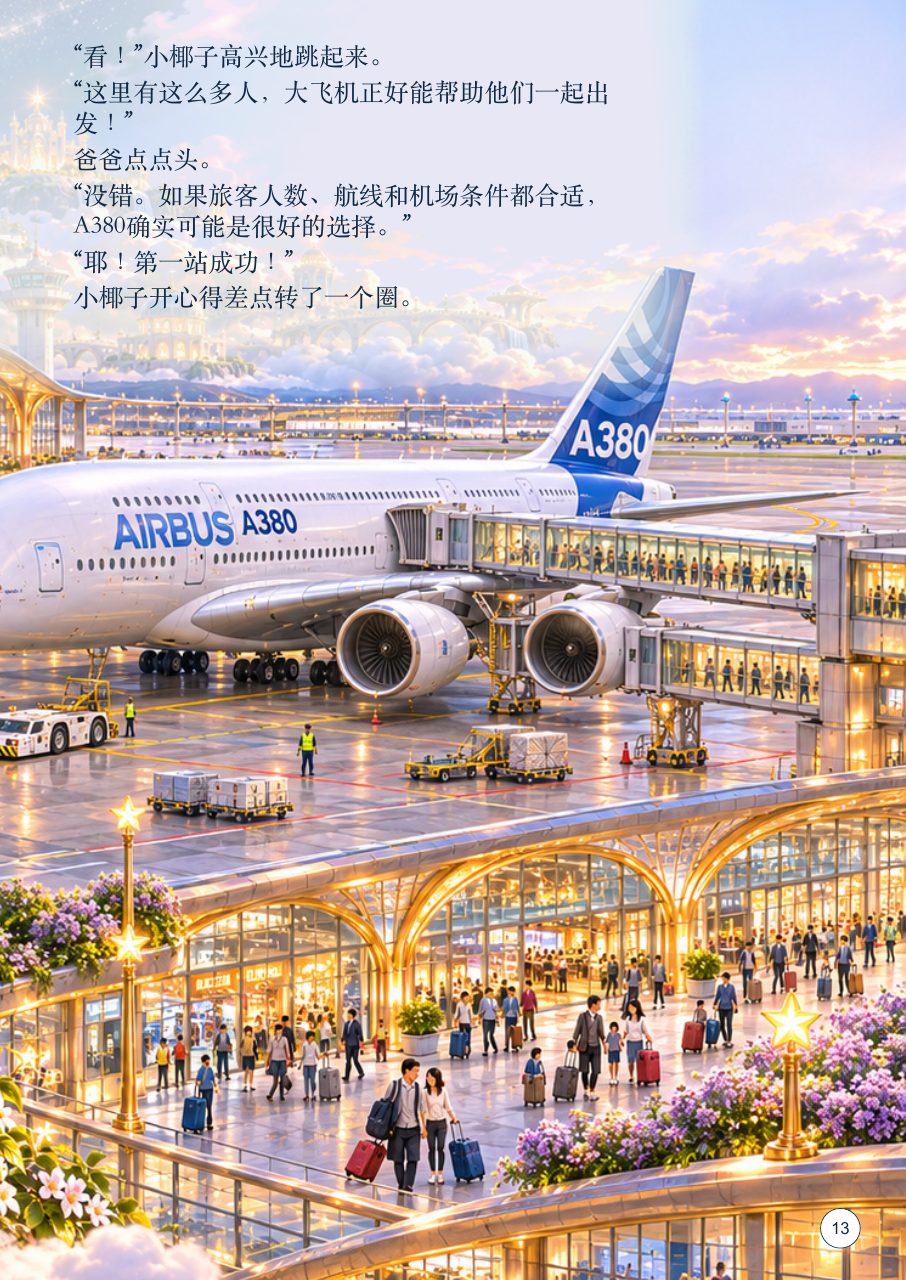 “看！”小椰子高兴地跳起来。
“这里有这么多人，大飞机正好能帮助他们一起出
发！”
爸爸点点头。
“没错。如果旅客人数、航线和机场条件都合适，
A380确实可能是很好的选择。”
“耶！第一站成功！”
小椰子开心得差点转了一个圈。
A380
AIRBUS A380
13